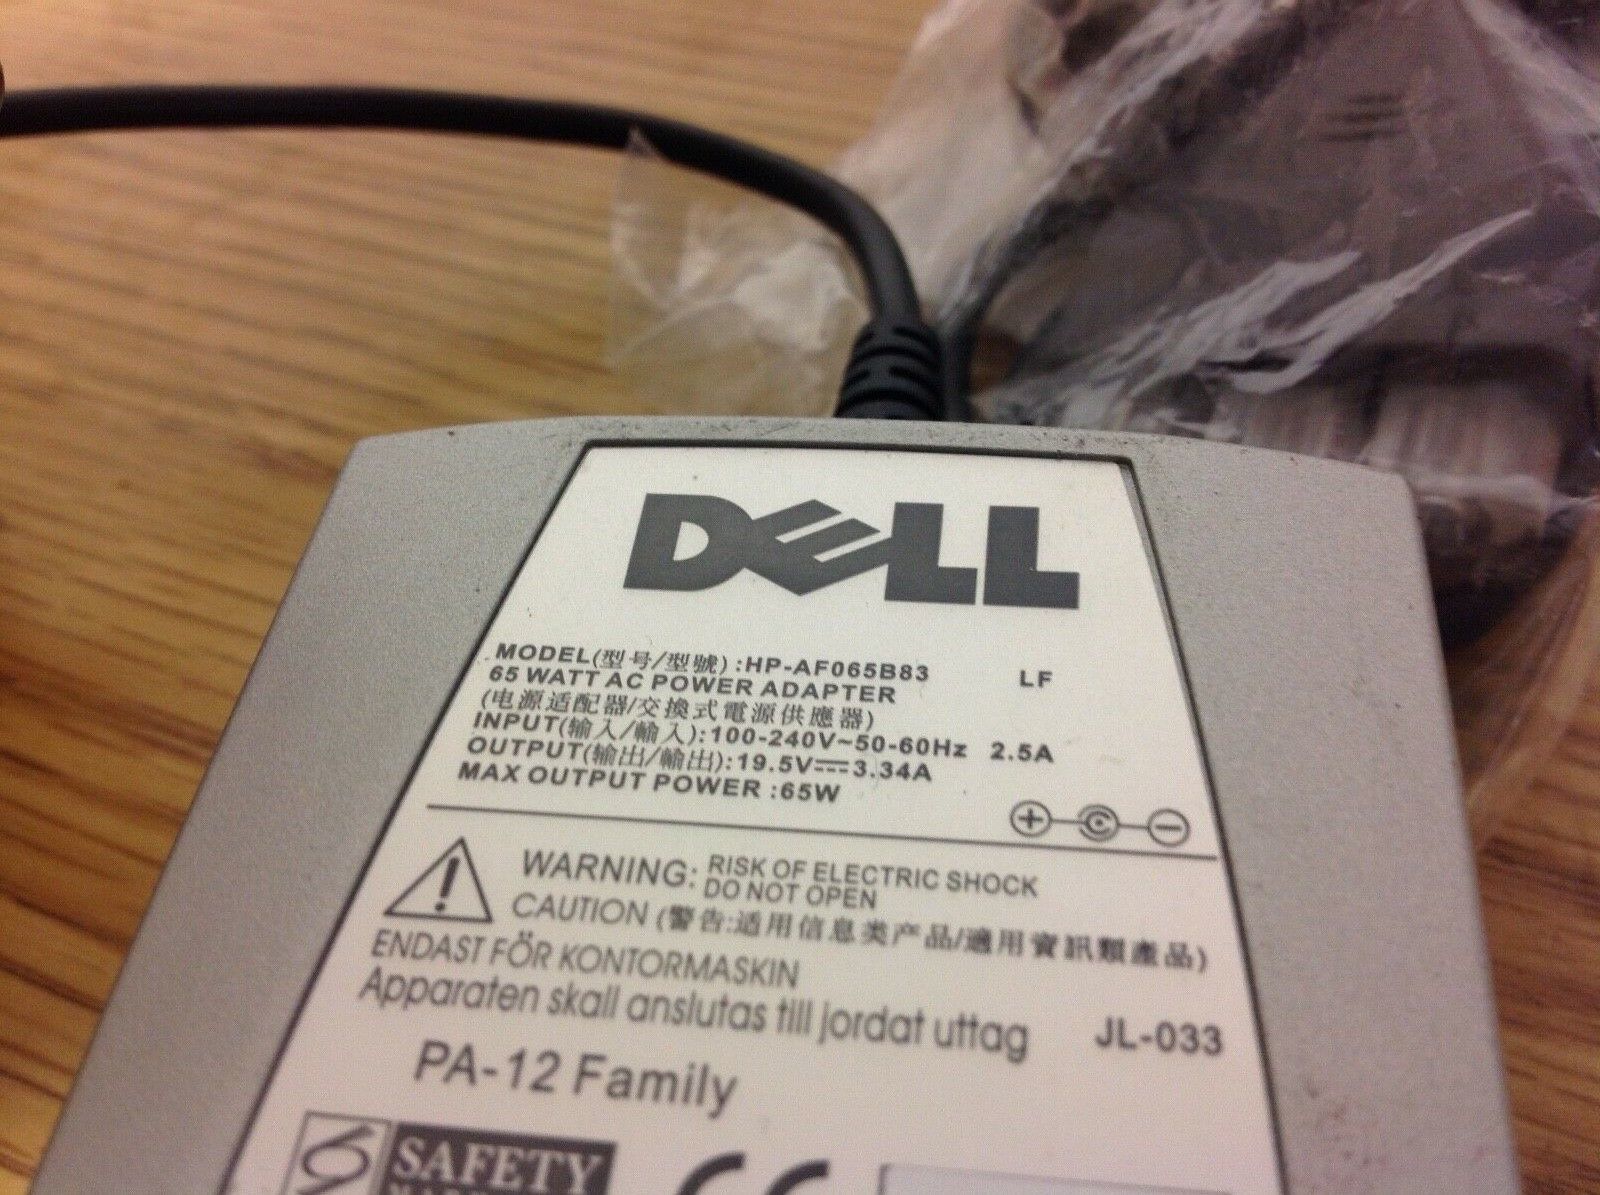 DELL
MODEL(型号/型號) :HP-AF065B83 LF
65 WATT AC POWER ADAPTER
(电源适配器/交換式電源供應器)
INPUT(输入/輸入):100-240V~50-60Hz 2.5A
OUTPUT(输出/輸出):19.5V⎓3.34A
MAX OUTPUT POWER :65W
WARNING: RISK OF ELECTRIC SHOCK
DO NOT OPEN
CAUTION (警告:适用信息类产品/適用資訊類產品)
ENDAST FÖR KONTORMASKIN
Apparaten skall anslutas till jordat uttag JL-033
PA-12 Family
SAFETY
CE